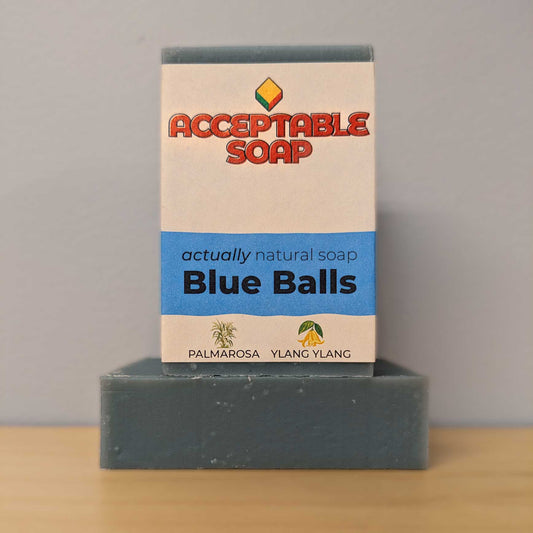 ACCEPTABLE
SOAP
actually natural soap
Blue Balls
PALMAROSA YLANG YLANG